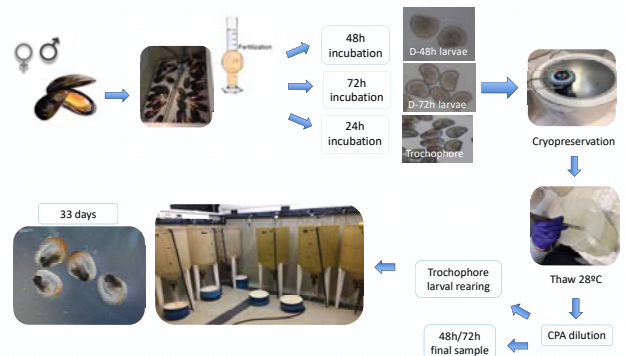 Fertilization
48h
incubation
D-48h larvae
72h
incubation
D-72h larvae
24h
incubation
Trochophore
Cryopreservation
Thaw 28ºC
CPA dilution
Trochophore
larval rearing
48h/72h
final sample
33 days